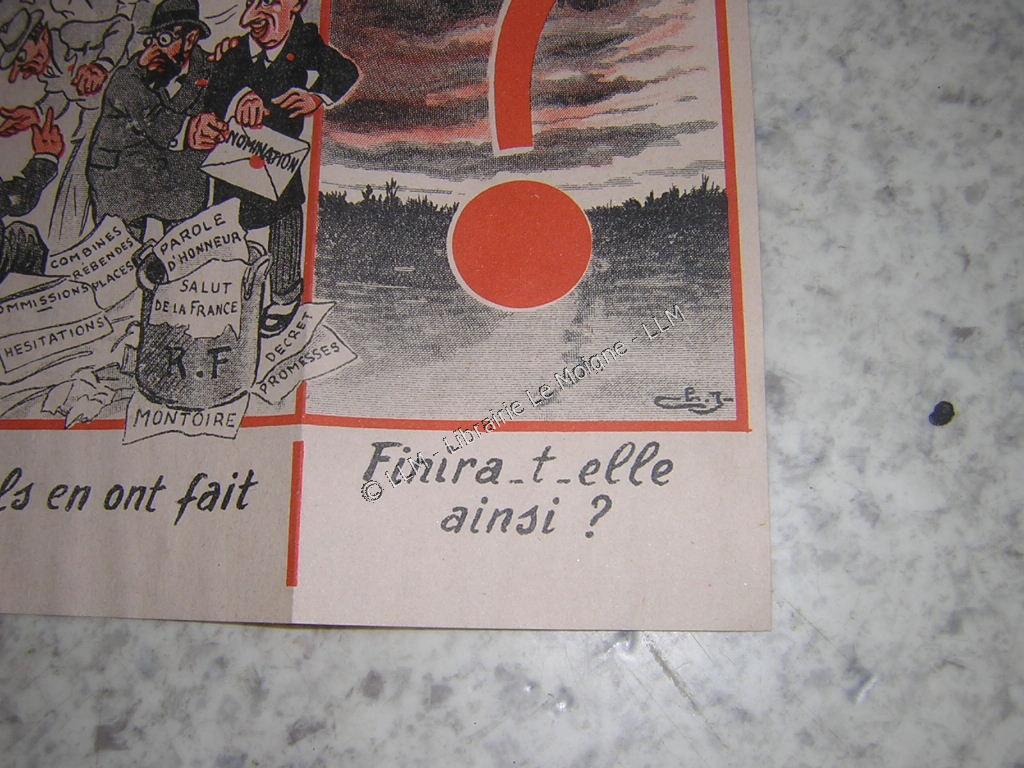 NOMINATION
COMBINES
PREBENDES
PLACES
OMMISSIONS
HESITATIONS
PAROLE
D'HONNEUR
SALUT
DE LA FRANCE
R.F
DECRET
PROMESSES
MONTOIRE
ls en ont fait
?
Finira_t_elle
ainsi ?
© LLM - Librairie Le Moigne - LLM